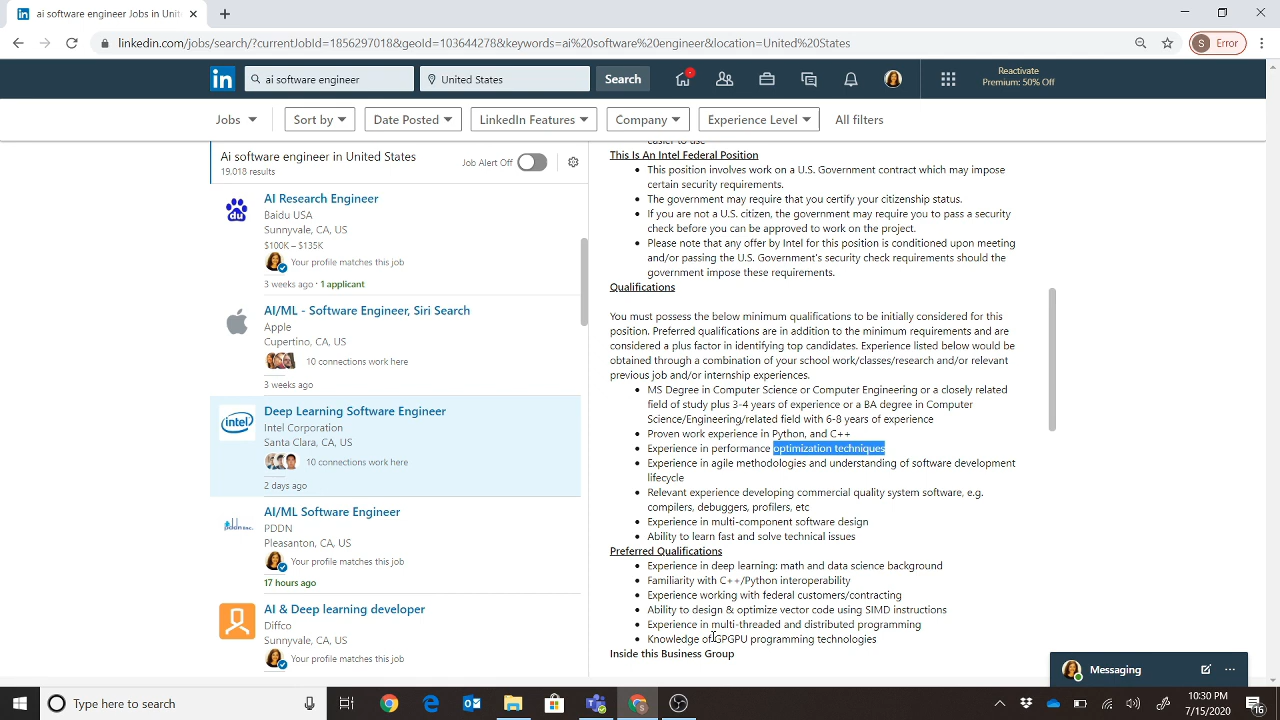 ai software engineer Jobs in Unit
linkedin.com/jobs/search/?currentJobId=1856297018&geoId=103644278&keywords=ai%20software%20engineer&location=United%20States
S Error
in
ai software engineer
United States
Search
Reactivate
Premium: 50% Off
Jobs
Sort by
Date Posted
LinkedIn Features
Company
Experience Level
All filters
Ai software engineer in United States
19.018 results
Job Alert Off
du
AI Research Engineer
Baidu USA
Sunnyvale, CA, US
$100K – $135K
Your profile matches this job
3 weeks ago · 1 applicant
AI/ML - Software Engineer, Siri Search
Apple
Cupertino, CA, US
10 connections work here
3 weeks ago
intel
Deep Learning Software Engineer
Intel Corporation
Santa Clara, CA, US
10 connections work here
2 days ago
pddn inc.
AI/ML Software Engineer
PDDN
Pleasanton, CA, US
Your profile matches this job
17 hours ago
AI & Deep learning developer
Diffco
Sunnyvale, CA, US
Your profile matches this job
easier to use
This Is An Intel Federal Position
This position involves work on a U.S. Government contract which may impose
certain security requirements.
The government may require that you certify your citizenship status.
If you are not a U.S. citizen, the government may require you to pass a security
check before you can be approved to work on the project.
Please note that any offer by Intel for this position is conditioned upon meeting
and/or passing the U.S. Government's security check requirements should the
government impose these requirements.
Qualifications
You must possess the below minimum qualifications to be initially considered for this
position. Preferred qualifications are in addition to the minimum requirements and are
considered a plus factor in identifying top candidates. Experience listed below would be
obtained through a combination of your school work/classes/research and/or relevant
previous job and/or internship experiences.
MS Degree in Computer Science or Computer Engineering or a closely related
field of study plus 3-4 years of experience or a BA degree in Computer
Science/Engineering/related field with 6-8 years of experience
Proven work experience in Python, and C++
Experience in performance optimization techniques
Experience in agile methodologies and understanding of software development
lifecycle
Relevant experience developing commercial quality system software, e.g.
compilers, debuggers, profilers, etc
Experience in multi-component software design
Ability to learn fast and solve technical issues
Preferred Qualifications
Experience in deep learning: math and data science background
Familiarity with C++/Python interoperability
Experience working with federal customers/contracting
Ability to design & optimize vector code using SIMD instructions
Experience in multi-threaded and distributed programming
Knowledge of GPGPU programming technologies
Inside this Business Group
Messaging
Type here to search
10:30 PM
7/15/2020
16